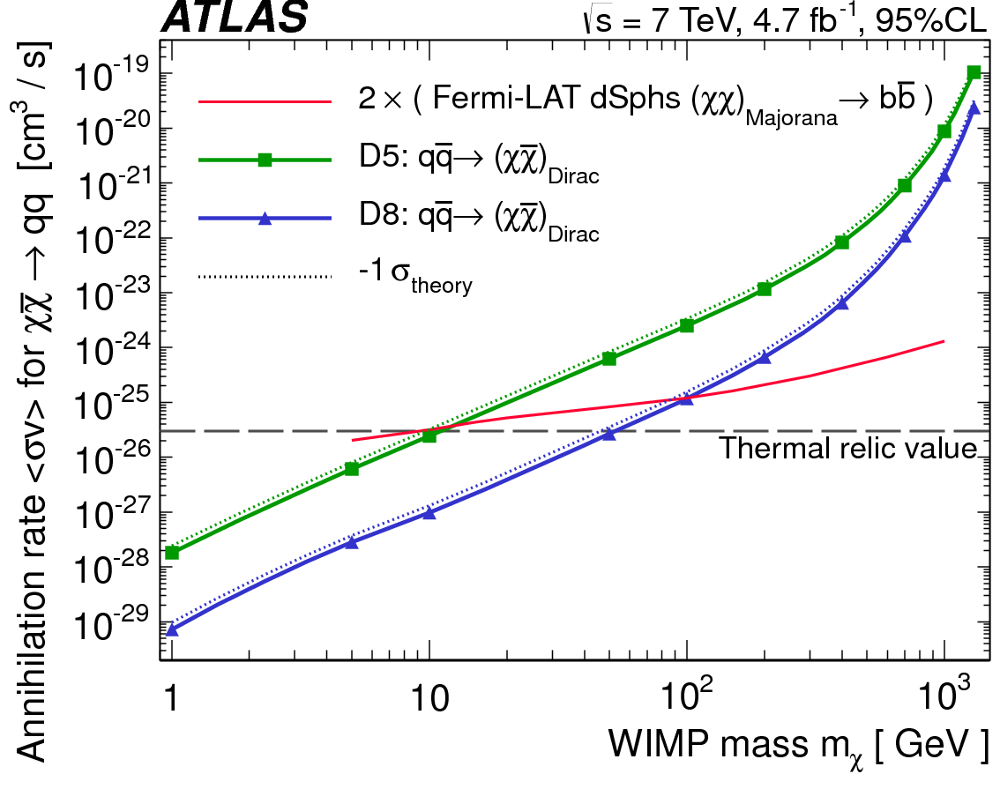 ATLAS
√s = 7 TeV, 4.7 fb⁻¹, 95%CL
Annihilation rate <σv> for χχ̅ → qq [cm³ / s]
10⁻¹⁹
10⁻²⁰
10⁻²¹
10⁻²²
10⁻²³
10⁻²⁴
10⁻²⁵
10⁻²⁶
10⁻²⁷
10⁻²⁸
10⁻²⁹
2 × ( Fermi-LAT dSphs (χχ)Majorana → bb̅ )
D5: qq̅→ (χχ̅)Dirac
D8: qq̅→ (χχ̅)Dirac
-1 σtheory
Thermal relic value
1 10 10² 10³
WIMP mass mχ [ GeV ]